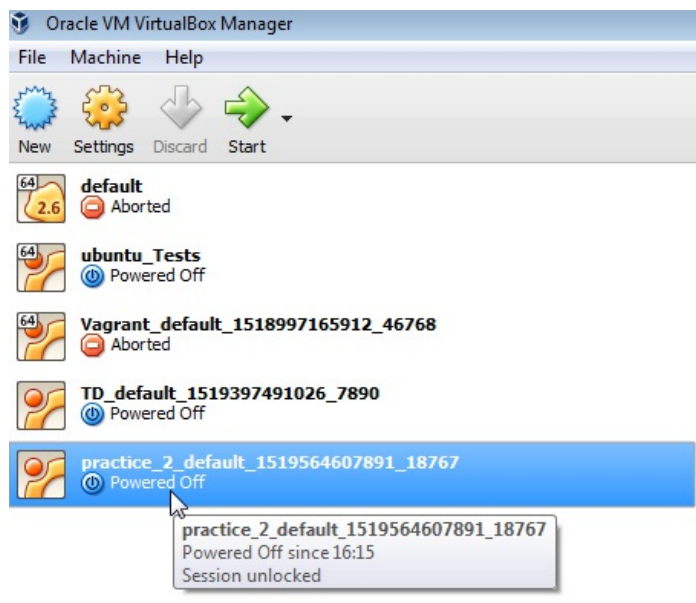 Oracle VM VirtualBox Manager
File Machine Help
New Settings Discard Start
64
2.6
default
Aborted
64
ubuntu_Tests
Powered Off
64
Vagrant_default_1518997165912_46768
Aborted
TD_default_1519397491026_7890
Powered Off
practice_2_default_1519564607891_18767
Powered Off
practice_2_default_1519564607891_18767
Powered Off since 16:15
Session unlocked